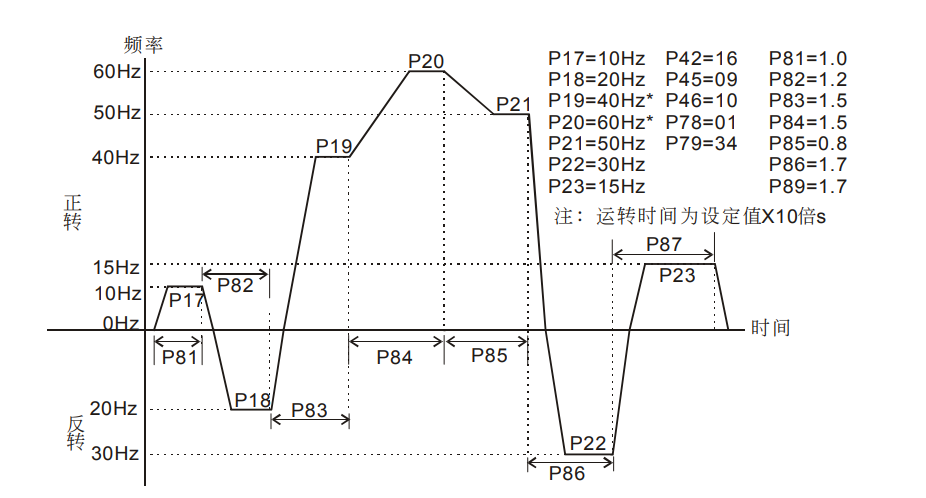 频率
60Hz
50Hz
40Hz
正转
15Hz
10Hz
0Hz
反转
20Hz
30Hz
P17
P18
P19
P20
P21
P22
P23
P81
P82
P83
P84
P85
P86
P87
时间
P17=10Hz P42=16 P81=1.0
P18=20Hz P45=09 P82=1.2
P19=40Hz* P46=10 P83=1.5
P20=60Hz* P78=01 P84=1.5
P21=50Hz P79=34 P85=0.8
P22=30Hz P86=1.7
P23=15Hz P89=1.7
注：运转时间为设定值X10倍s